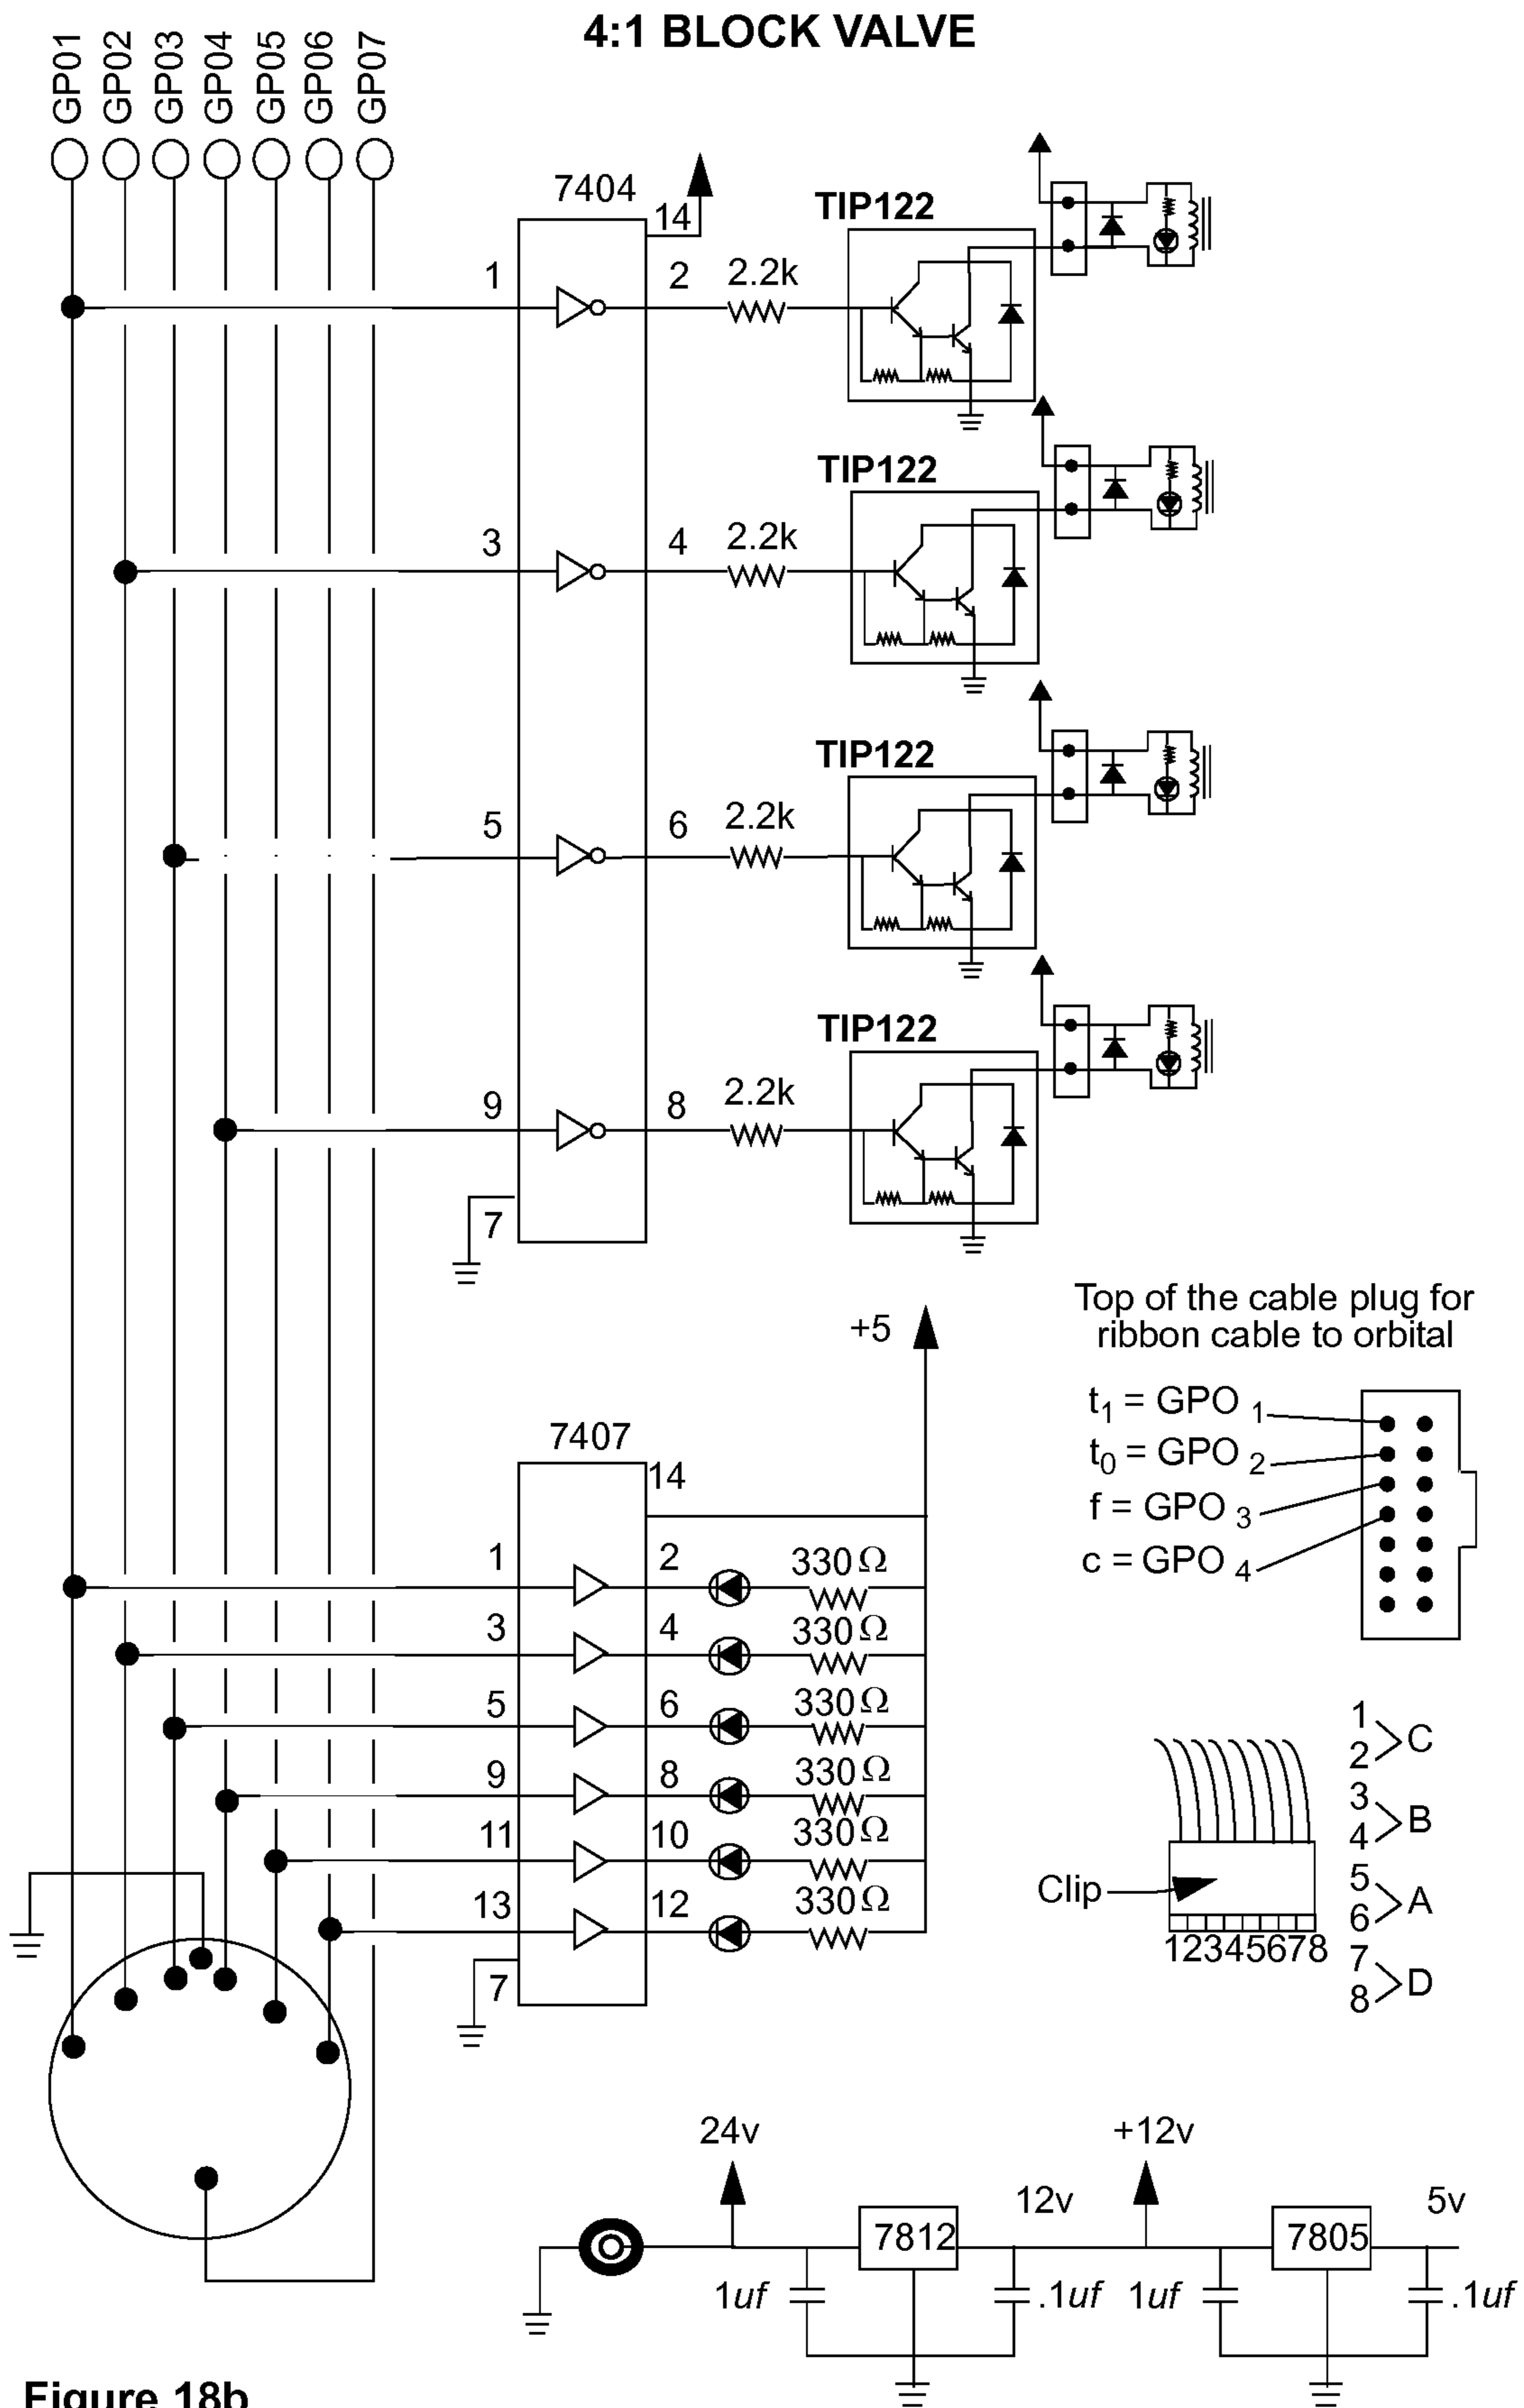 4:1 BLOCK VALVE
GP01 GP02 GP03 GP04 GP05 GP06 GP07
7404
14
TIP122
1 2 2.2k
TIP122
3 4 2.2k
TIP122
5 6 2.2k
TIP122
9 8 2.2k
7
Top of the cable plug for
ribbon cable to orbital
+5
t1 = GPO 1
t0 = GPO 2
f = GPO 3
c = GPO 4
7407
14
1 2 330Ω
3 4 330Ω
5 6 330Ω
9 8 330Ω
11 10 330Ω
13 12 330Ω
7
1
2 >C
3
4 >B
5
6 >A
7
8 >D
Clip
12345678
24v +12v
12v 5v
7812 7805
1uf .1uf 1uf .1uf
Figure 18b